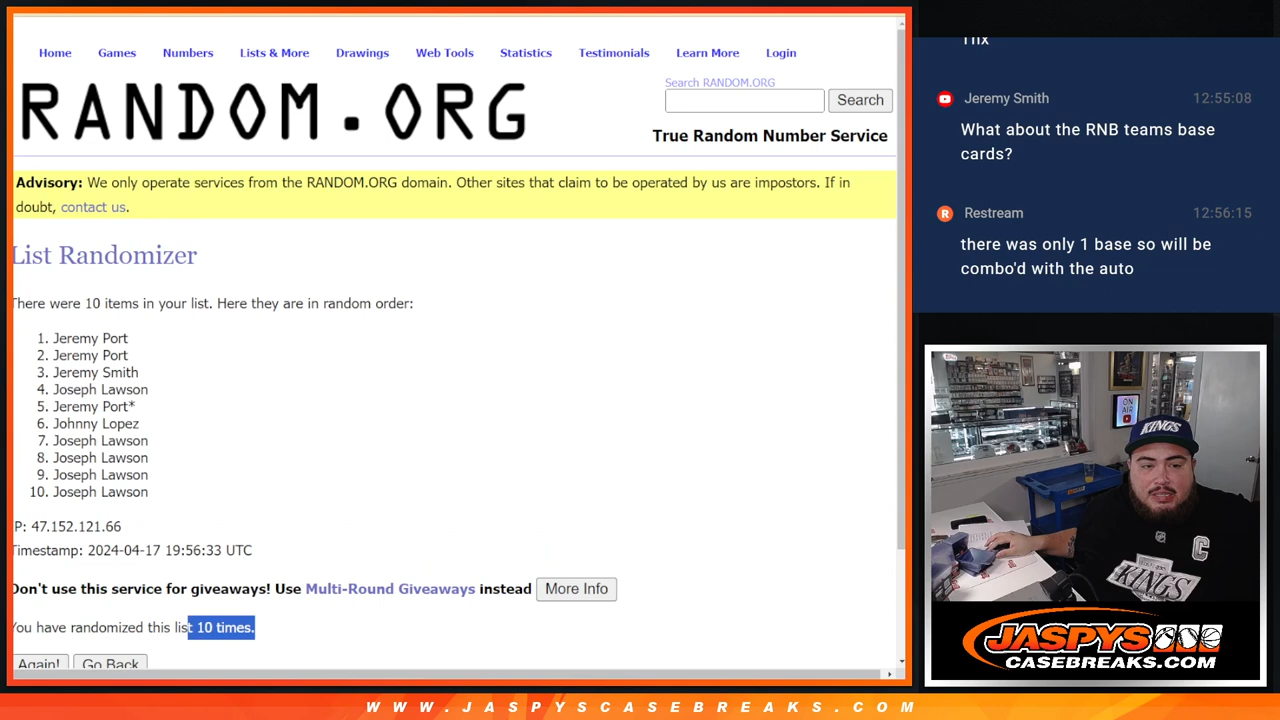 Home Games Numbers Lists & More Drawings Web Tools Statistics Testimonials Learn More Login
RANDOM.ORG
Search RANDOM.ORG
Search
True Random Number Service
Advisory: We only operate services from the RANDOM.ORG domain. Other sites that claim to be operated by us are impostors. If in
doubt, contact us.
List Randomizer
There were 10 items in your list. Here they are in random order:
1. Jeremy Port
2. Jeremy Port
3. Jeremy Smith
4. Joseph Lawson
5. Jeremy Port*
6. Johnny Lopez
7. Joseph Lawson
8. Joseph Lawson
9. Joseph Lawson
10. Joseph Lawson
IP: 47.152.121.66
Timestamp: 2024-04-17 19:56:33 UTC
Don't use this service for giveaways! Use Multi-Round Giveaways instead More Info
You have randomized this list 10 times.
Again! Go Back
Jeremy Smith 12:55:08
What about the RNB teams base
cards?
R Restream 12:56:15
there was only 1 base so will be
combo'd with the auto
ON
AIR
KINGS
C
KINGS
JASPYS
CASEBREAKS.COM
WWW.JASPYSCASEBREAKS.COM